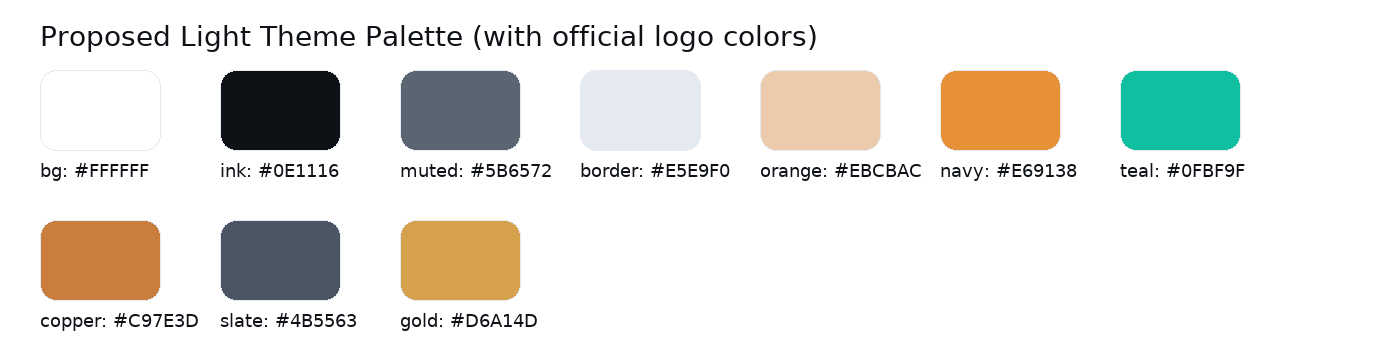 Proposed Light Theme Palette (with official logo colors)
bg: #FFFFFF ink: #0E1116 muted: #5B6572 border: #E5E9F0 orange: #EBCBAC navy: #E69138 teal: #0FBF9F
copper: #C97E3D slate: #4B5563 gold: #D6A14D